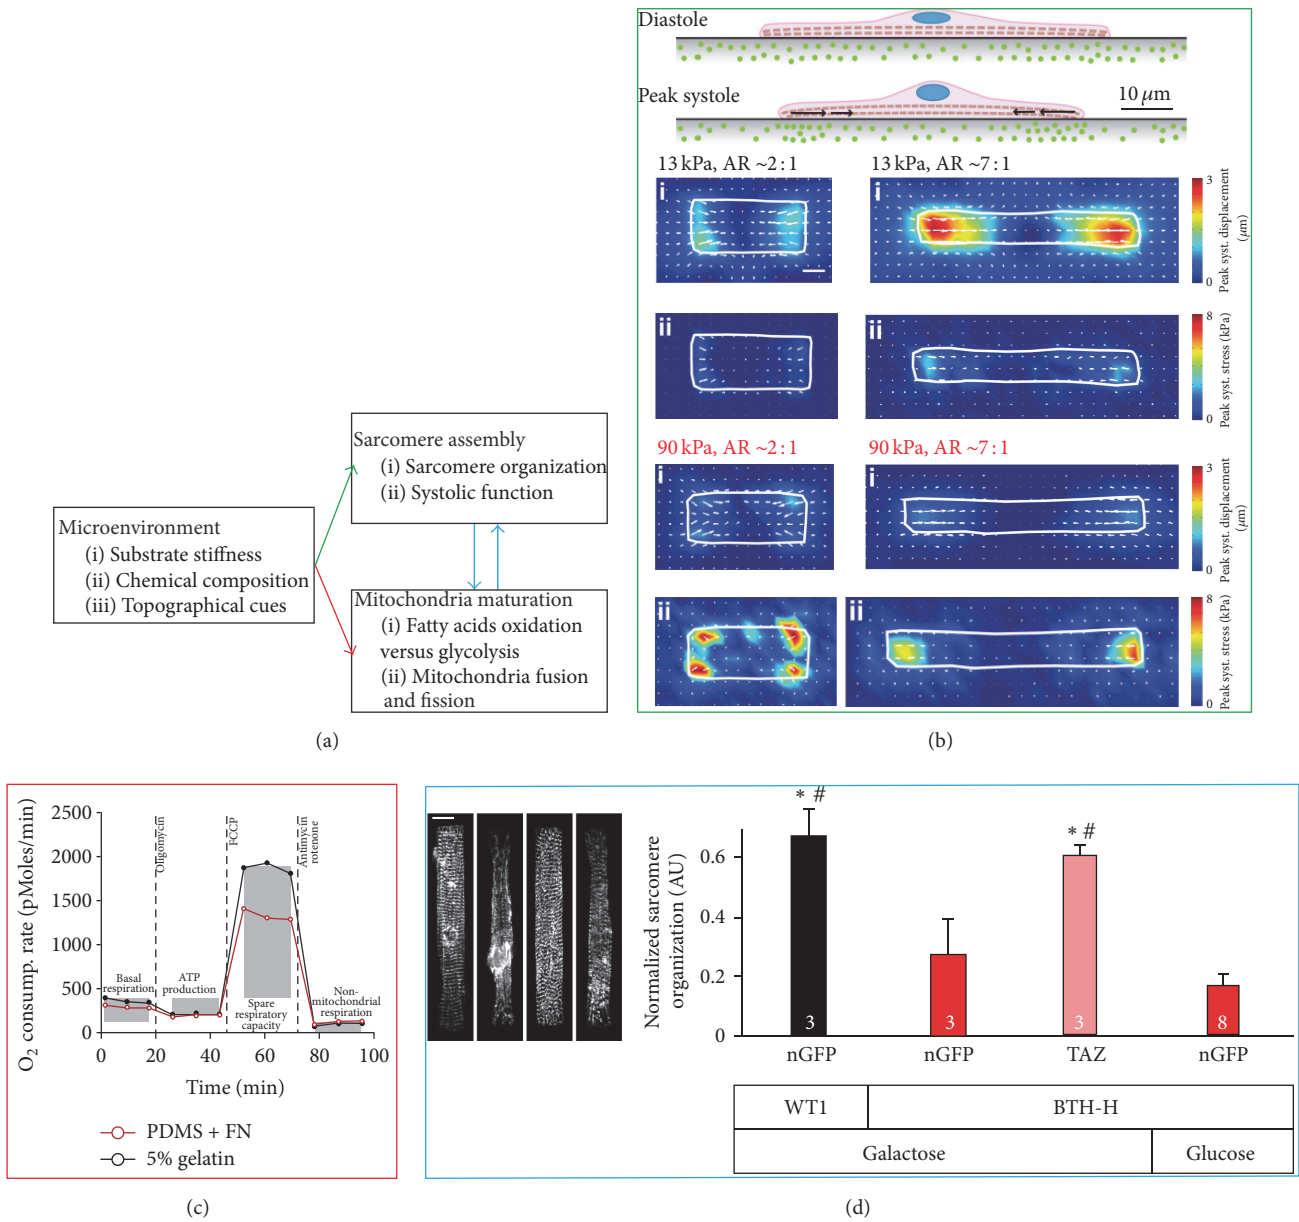 Microenvironment
(i) Substrate stiffness
(ii) Chemical composition
(iii) Topographical cues
Sarcomere assembly
(i) Sarcomere organization
(ii) Systolic function
Mitochondria maturation
(i) Fatty acids oxidation
versus glycolysis
(ii) Mitochondria fusion
and fission
(a)
Diastole
Peak systole
10 μm
13 kPa, AR ~2 : 1
13 kPa, AR ~7 : 1
i
i
3
0
Peak syst. displacement
(μm)
ii
ii
8
0
Peak syst. stress (kPa)
90 kPa, AR ~2 : 1
90 kPa, AR ~7 : 1
i
i
3
0
Peak syst. displacement
(μm)
ii
ii
8
0
Peak syst. stress (kPa)
(b)
O2 consump. rate (pMoles/min)
2500
2000
1500
1000
500
0
Oligomycin
FCCP
Antimycin
rotenone
Basal
respiration
ATP
production
Spare
respiratory
capacity
Non-
mitochondrial
respiration
0 20 40 60 80 100
Time (min)
PDMS + FN
5% gelatin
(c)
Normalized sarcomere
organization (AU)
0.6
0.4
0.2
0
* #
* #
3
3
3
8
nGFP nGFP TAZ nGFP
WT1 BTH-H
Galactose Glucose
(d)